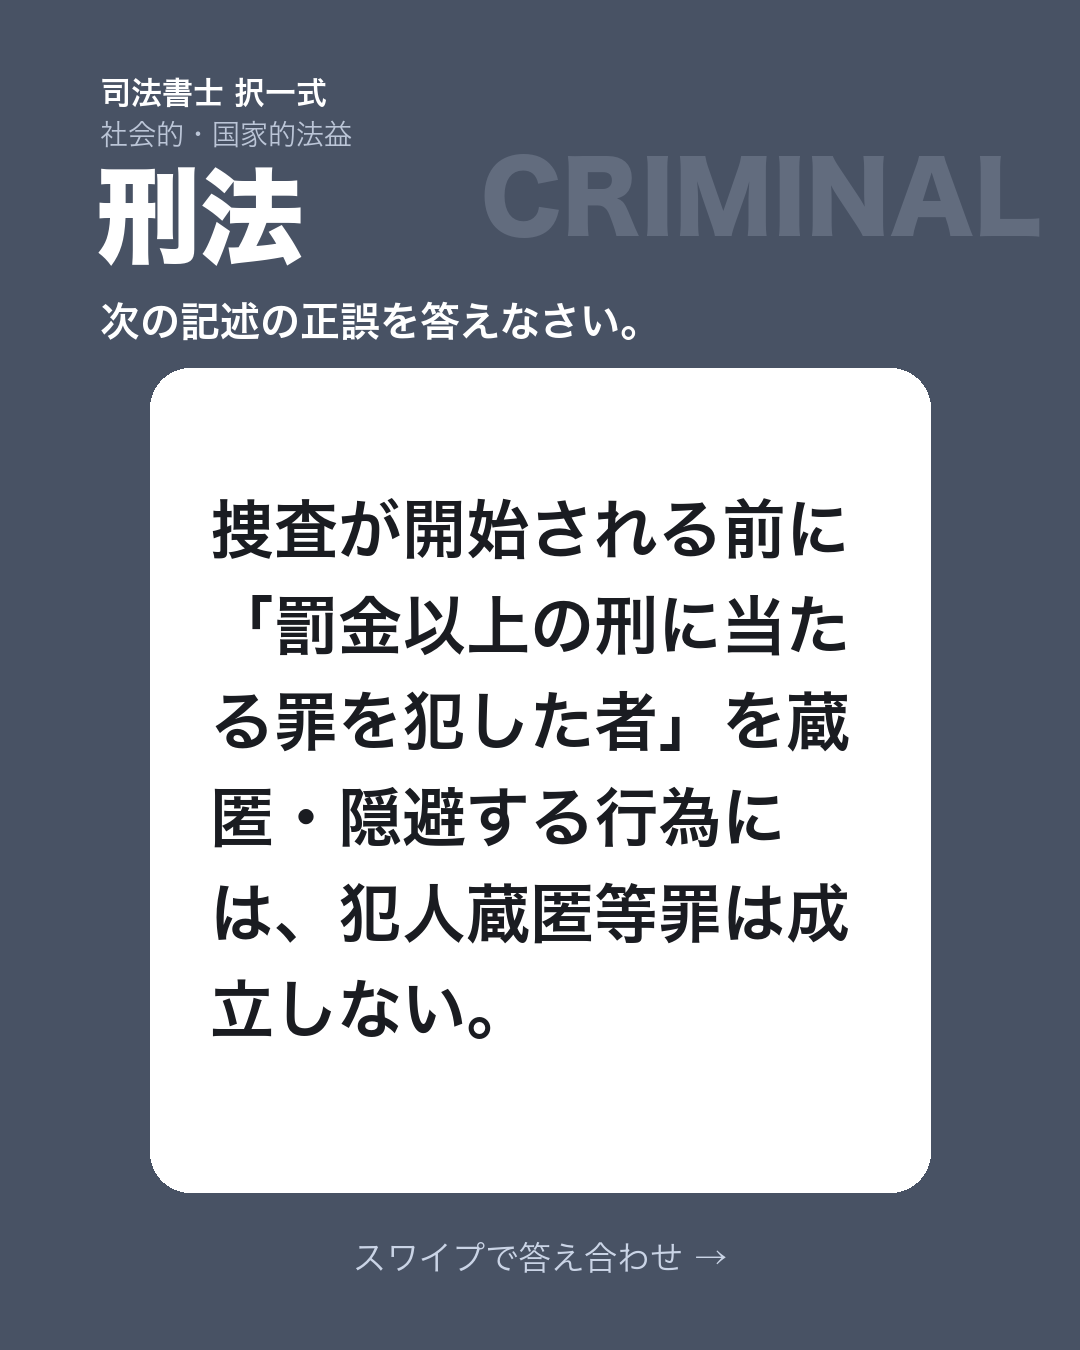 司法書士 択一式
社会的・国家的法益
刑法
CRIMINAL
次の記述の正誤を答えなさい。
捜査が開始される前に
「罰金以上の刑に当た
る罪を犯した者」を蔵
匿・隠避する行為に
は、犯人蔵匿等罪は成
立しない。
スワイプで答え合わせ →